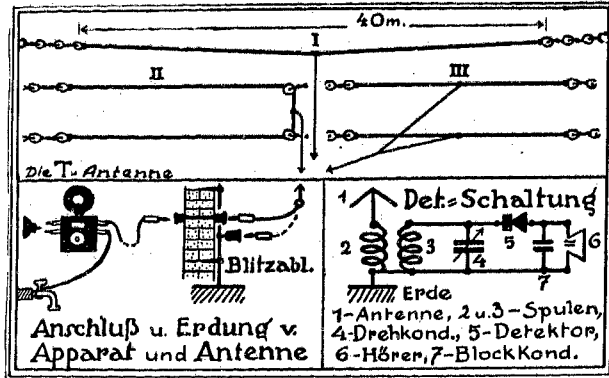 40m.
I
II
III
Die T. Antenne
Blitzabl.
Anschluß u. Erdung v.
Apparat und Antenne
Det.=Schaltung
1
2
3
4
5
6
7
Erde
1-Antenne, 2 u. 3-Spulen,
4-Drehkond., 5-Detektor,
6-Hörer, 7-BlockKond.